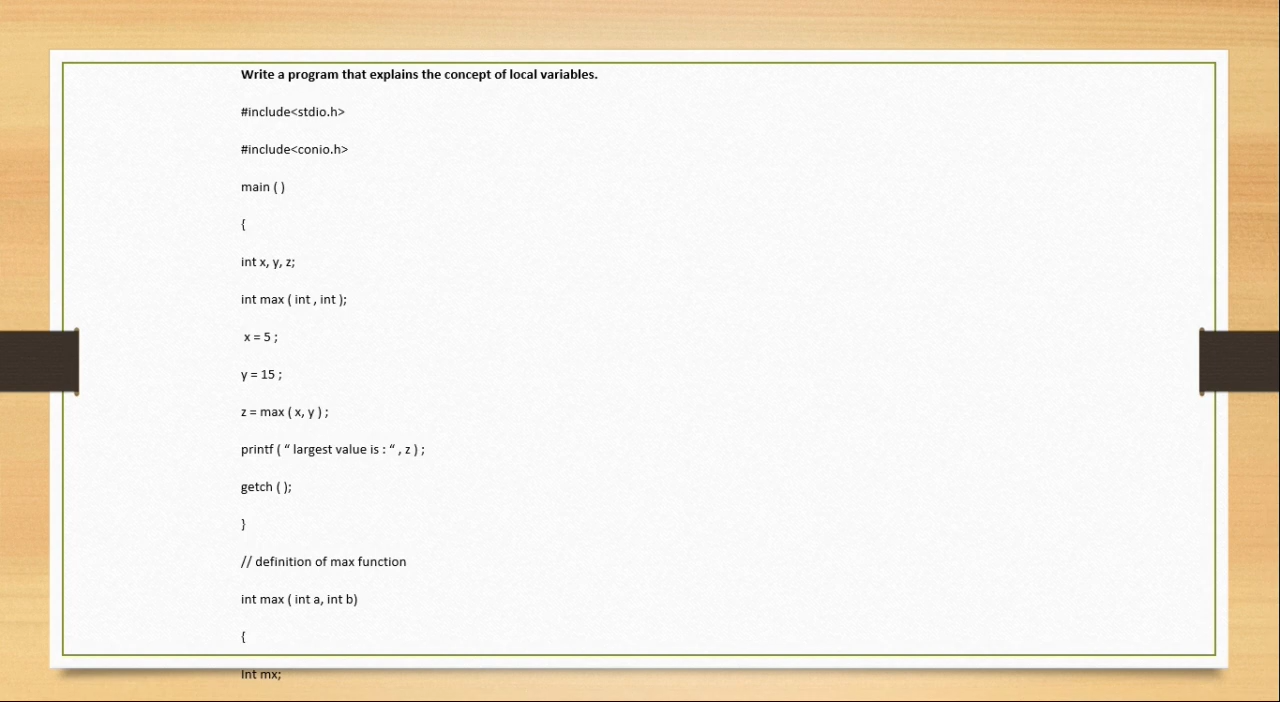 Write a program that explains the concept of local variables.
#include<stdio.h>
#include<conio.h>
main ( )
{
int x, y, z;
int max ( int , int );
x = 5 ;
y = 15 ;
z = max ( x, y ) ;
printf ( “ largest value is : “ , z ) ;
getch ( );
}
// definition of max function
int max ( int a, int b)
{
Int mx;